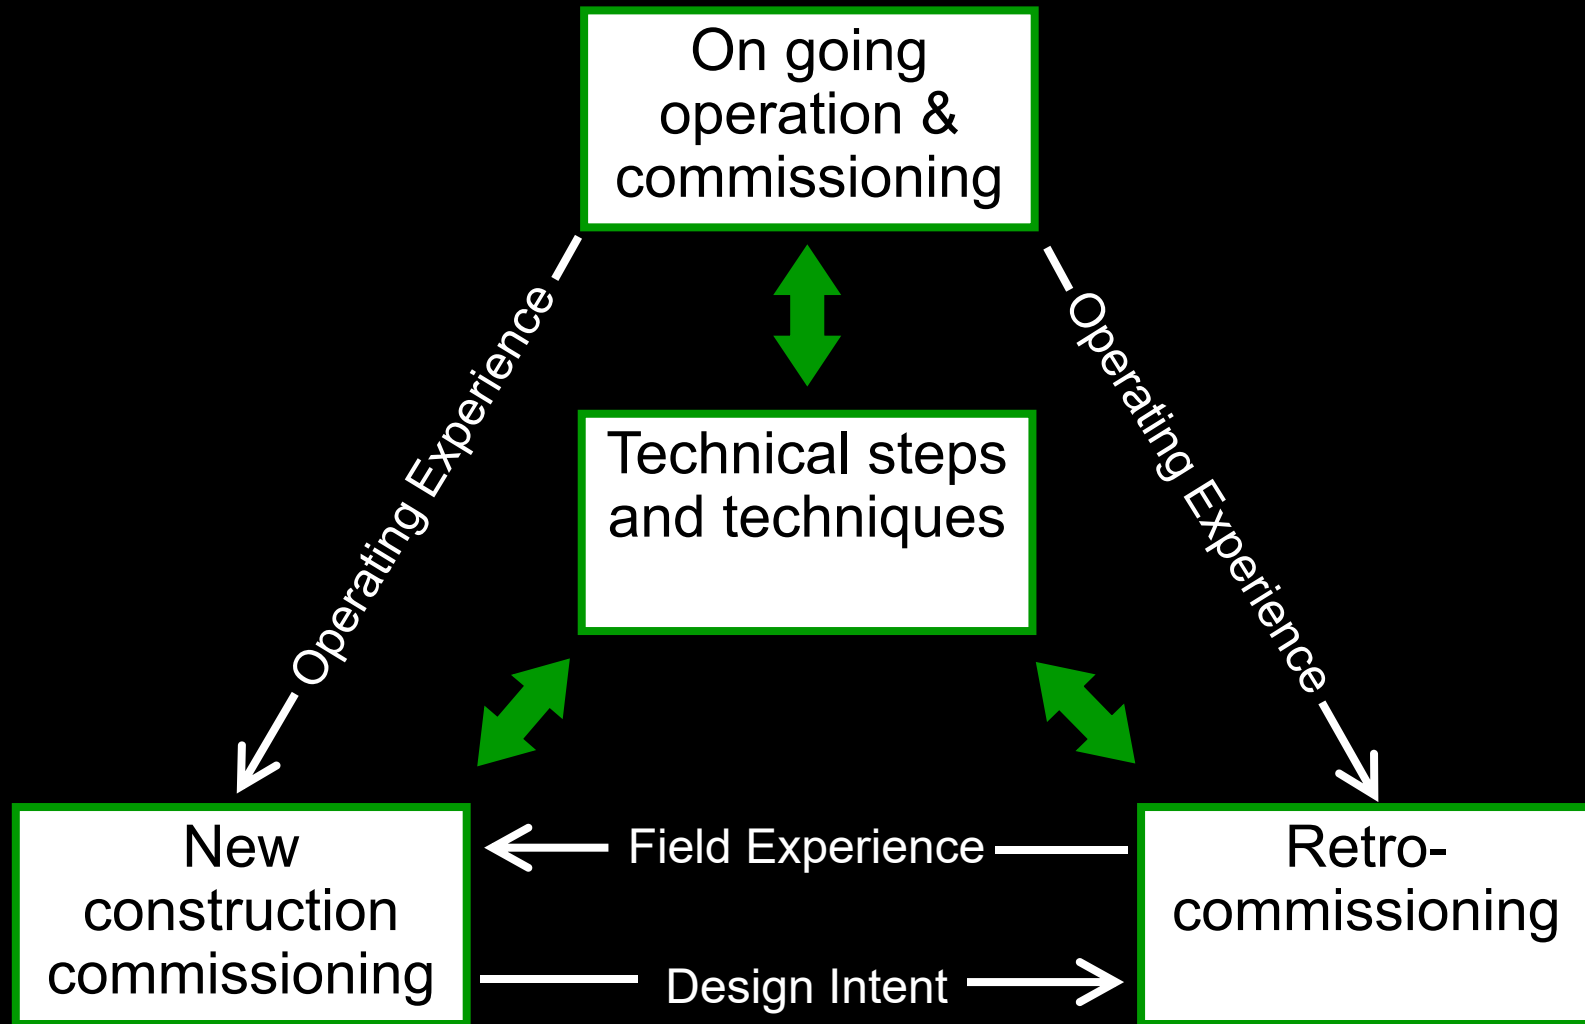 On going
operation &
commissioning
Operating Experience
Operating Experience
Technical steps
and techniques
New
construction
commissioning
Field Experience
Design Intent
Retro-
commissioning